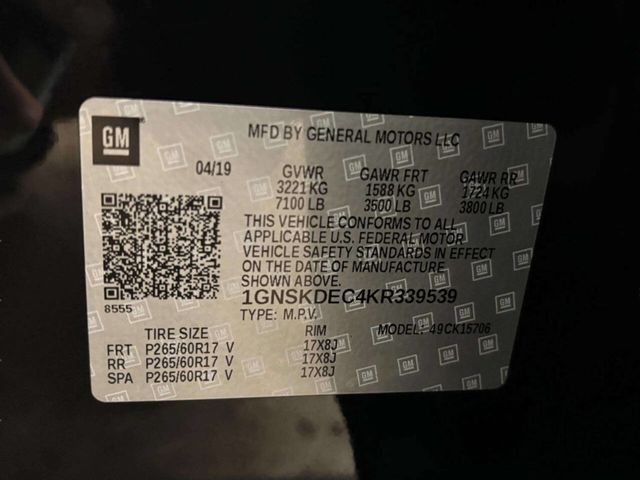 GM
MFD BY GENERAL MOTORS LLC
04/19 GVWR GAWR FRT GAWR RR
3221 KG 1588 KG 1724 KG
7100 LB 3500 LB 3800 LB
THIS VEHICLE CONFORMS TO ALL
APPLICABLE U.S. FEDERAL MOTOR
VEHICLE SAFETY STANDARDS IN EFFECT
ON THE DATE OF MANUFACTURE
SHOWN ABOVE.
1GNSKDEC4KR339539
8555
TYPE: M.P.V. MODEL: 49CK15706
TIRE SIZE RIM
FRT P265/60R17 V 17X8J
RR P265/60R17 V 17X8J
SPA P265/60R17 V 17X8J